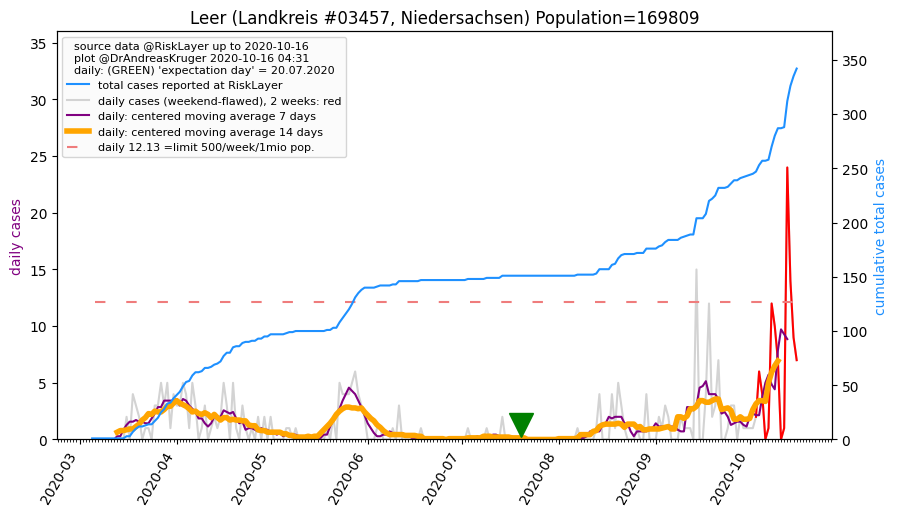 Leer (Landkreis #03457, Niedersachsen) Population=169809
source data @RiskLayer up to 2020-10-16
plot @DrAndreasKruger 2020-10-16 04:31
daily: (GREEN) 'expectation day' = 20.07.2020
total cases reported at RiskLayer
daily cases (weekend-flawed), 2 weeks: red
daily: centered moving average 7 days
daily: centered moving average 14 days
daily 12.13 =limit 500/week/1mio pop.
daily cases
35
30
25
20
15
10
5
0
cumulative total cases
350
300
250
200
150
100
50
0
2020-03
2020-04
2020-05
2020-06
2020-07
2020-08
2020-09
2020-10